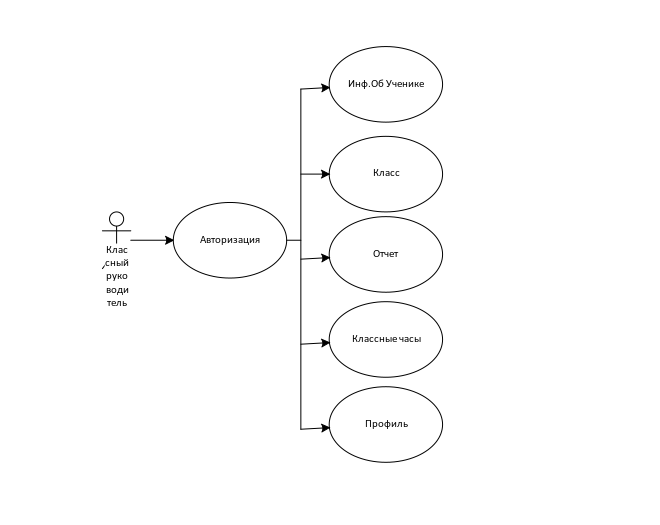 Инф.Об Ученике
Класс
Авторизация
Отчет
Клас
сный
руко
води
тель
Классные часы
Профиль